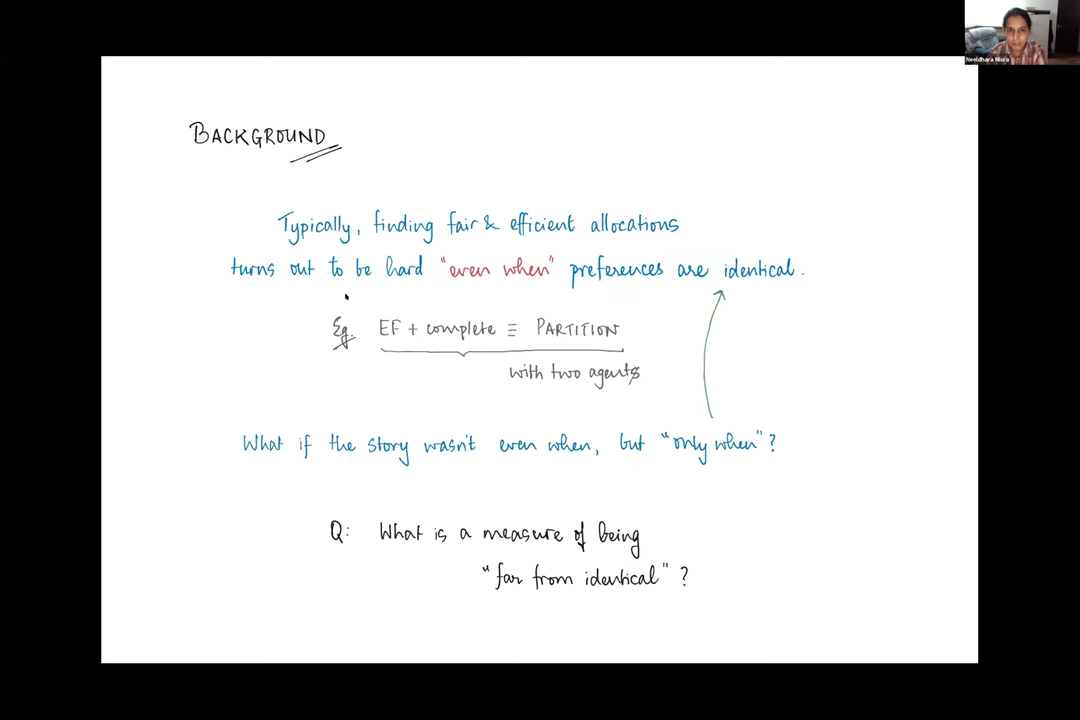 Neeldhara Misra
BACKGROUND
Typically, finding fair & efficient allocations
turns out to be hard "even when" preferences are identical.
Eg. EF + complete ≡ PARTITION
with two agents
What if the story wasn't even when, but "only when"?
Q: What is a measure of being
"far from identical"?